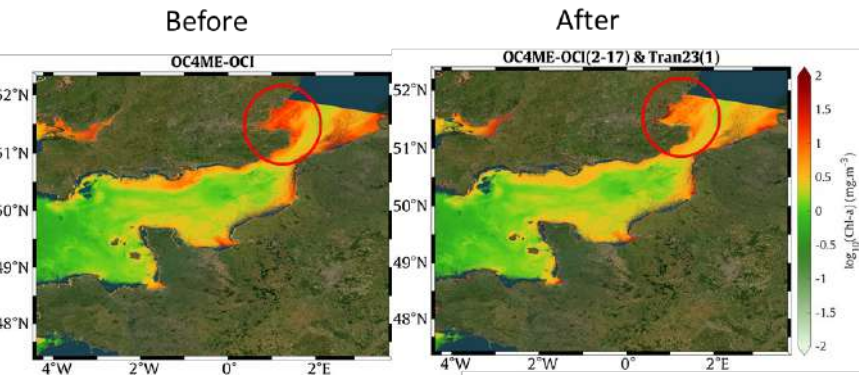 Before
After
OC4ME-OCI
OC4ME-OCI(2-17) & Tran23(1)
52°N
51°N
50°N
49°N
48°N
4°W
2°W
0°
2°E
52°N
51°N
50°N
49°N
48°N
4°W
2°W
0°
2°E
2
1.5
1
0.5
0
-0.5
-1
-1.5
-2
log10(Chl-a) (mg.m-3)